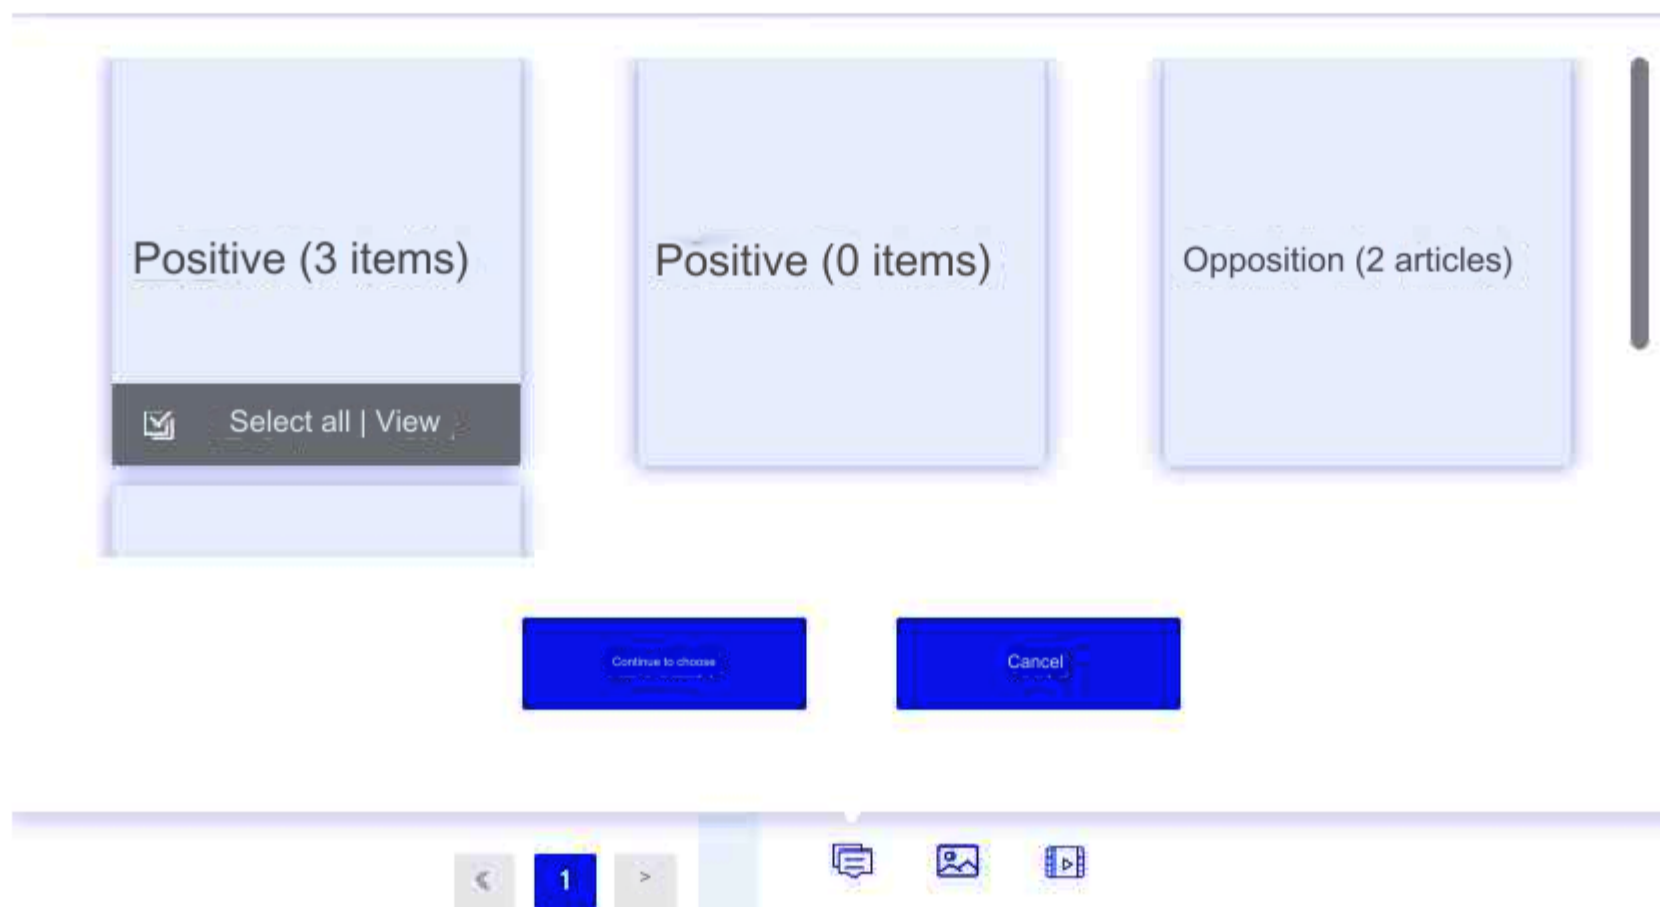 Positive (3 items)
Positive (0 items)
Opposition (2 articles)
Select all | View
Continue to choose
Cancel
« 1 >